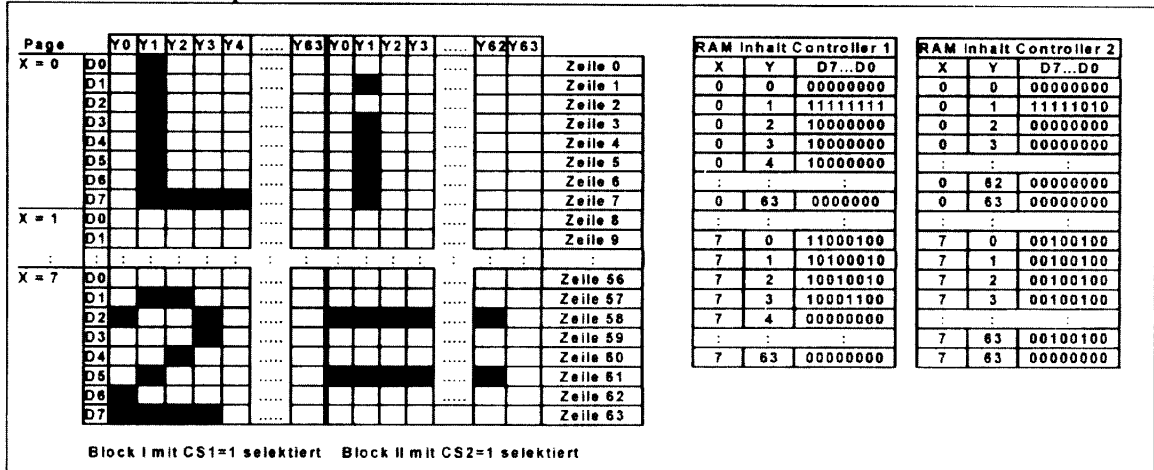 Page Y0 Y1 Y2 Y3 Y4 ..... Y63 Y0 Y1 Y2 Y3 ..... Y62 Y63
X = 0 D0 ..... ..... Zeile 0
D1 ..... ..... Zeile 1
D2 ..... ..... Zeile 2
D3 ..... ..... Zeile 3
D4 ..... ..... Zeile 4
D5 ..... ..... Zeile 5
D6 ..... ..... Zeile 6
D7 ..... ..... Zeile 7
X = 1 D0 ..... ..... Zeile 8
D1 ..... ..... Zeile 9
: : : : : : : : : : : : : : :
X = 7 D0 ..... ..... Zeile 56
D1 ..... ..... Zeile 57
D2 ..... ..... Zeile 58
D3 ..... ..... Zeile 59
D4 ..... ..... Zeile 60
D5 ..... ..... Zeile 61
D6 ..... ..... Zeile 62
D7 ..... ..... Zeile 63
Block I mit CS1=1 selektiert Block II mit CS2=1 selektiert
RAM Inhalt Controller 1
X Y D7...D0
0 0 00000000
0 1 11111111
0 2 10000000
0 3 10000000
0 4 10000000
: : :
0 63 0000000
: : :
7 0 11000100
7 1 10100010
7 2 10010010
7 3 10001100
7 4 00000000
: : :
7 63 00000000
RAM Inhalt Controller 2
X Y D7...D0
0 0 00000000
0 1 11111010
0 2 00000000
0 3 00000000
: : :
0 62 00000000
0 63 00000000
: : :
7 0 00100100
7 1 00100100
7 2 00100100
7 3 00100100
: : :
7 63 00100100
7 63 00000000